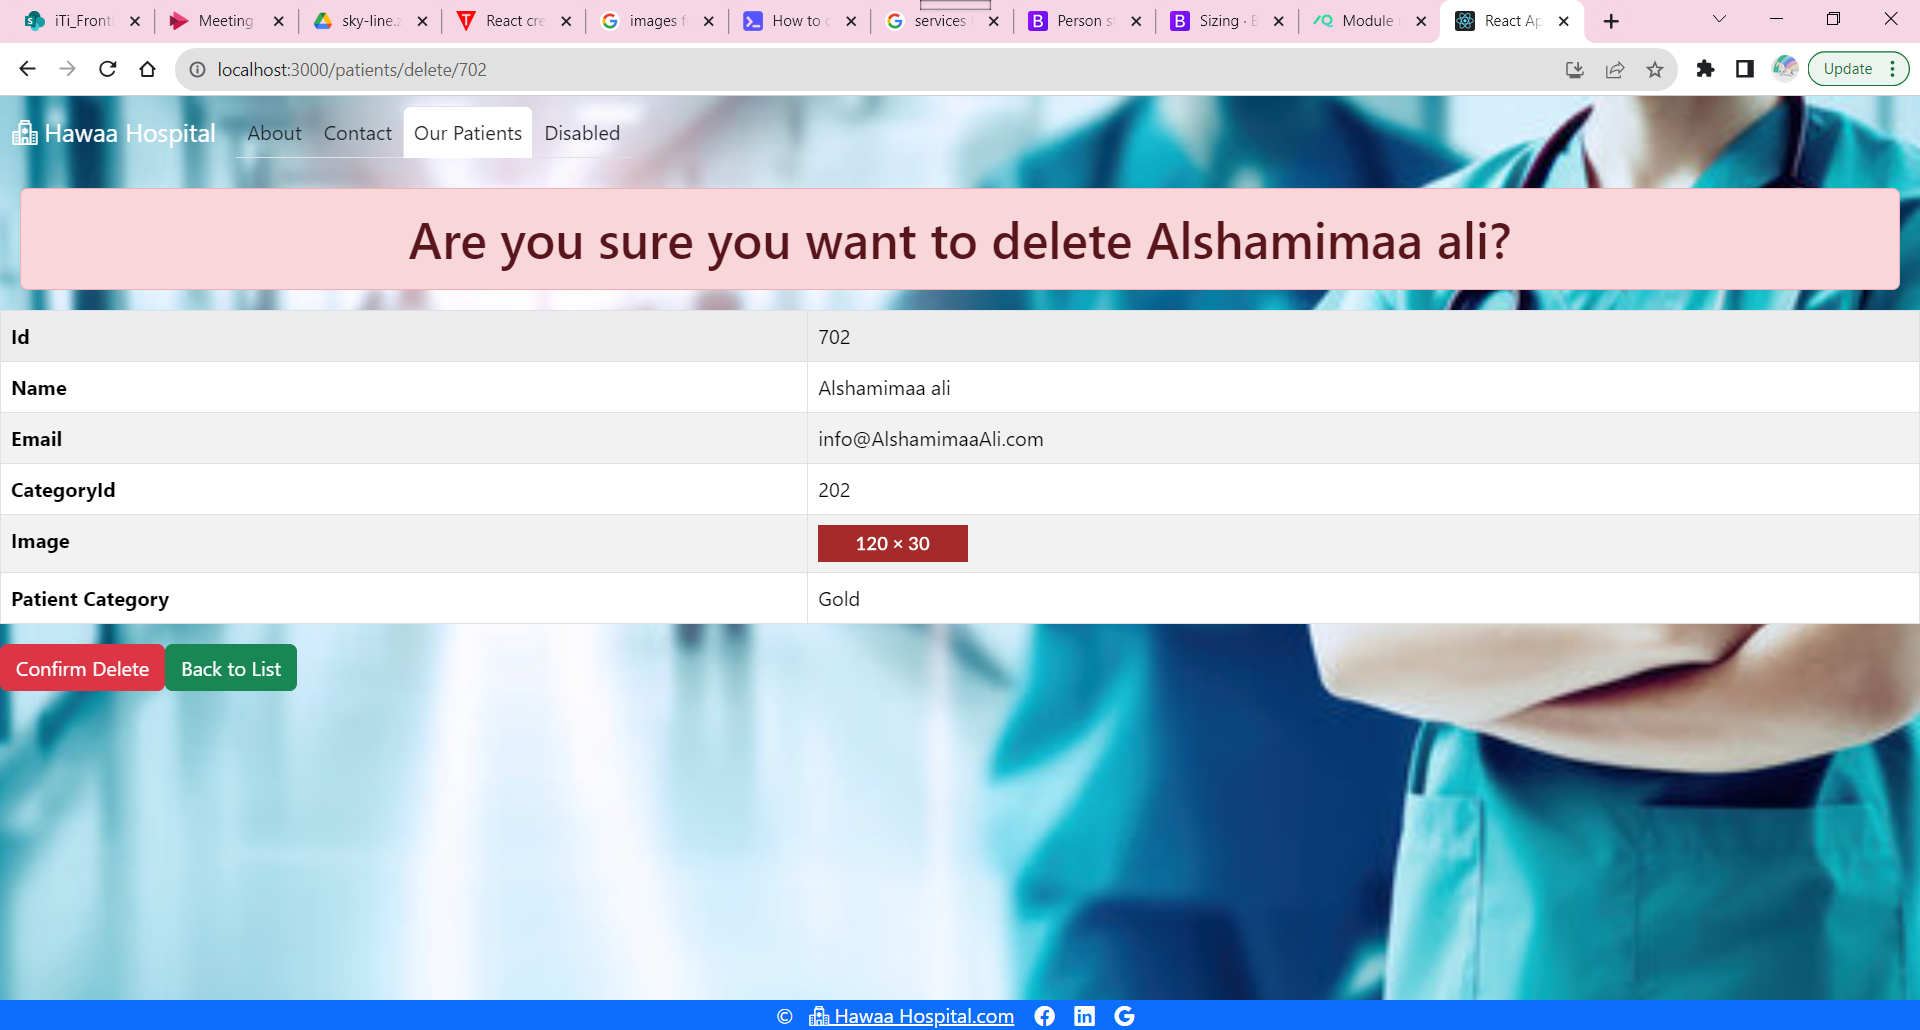 iTi_Front
Meeting
sky-line.z
React cre
images f
How to c
services
Person s
Sizing · B
Module
React Ap
localhost:3000/patients/delete/702
Update
Hawaa Hospital
About
Contact
Our Patients
Disabled
Are you sure you want to delete Alshamimaa ali?
Id 702
Name Alshamimaa ali
Email info@AlshamimaaAli.com
CategoryId 202
Image 120 × 30
Patient Category Gold
Confirm Delete
Back to List
© Hawaa Hospital.com